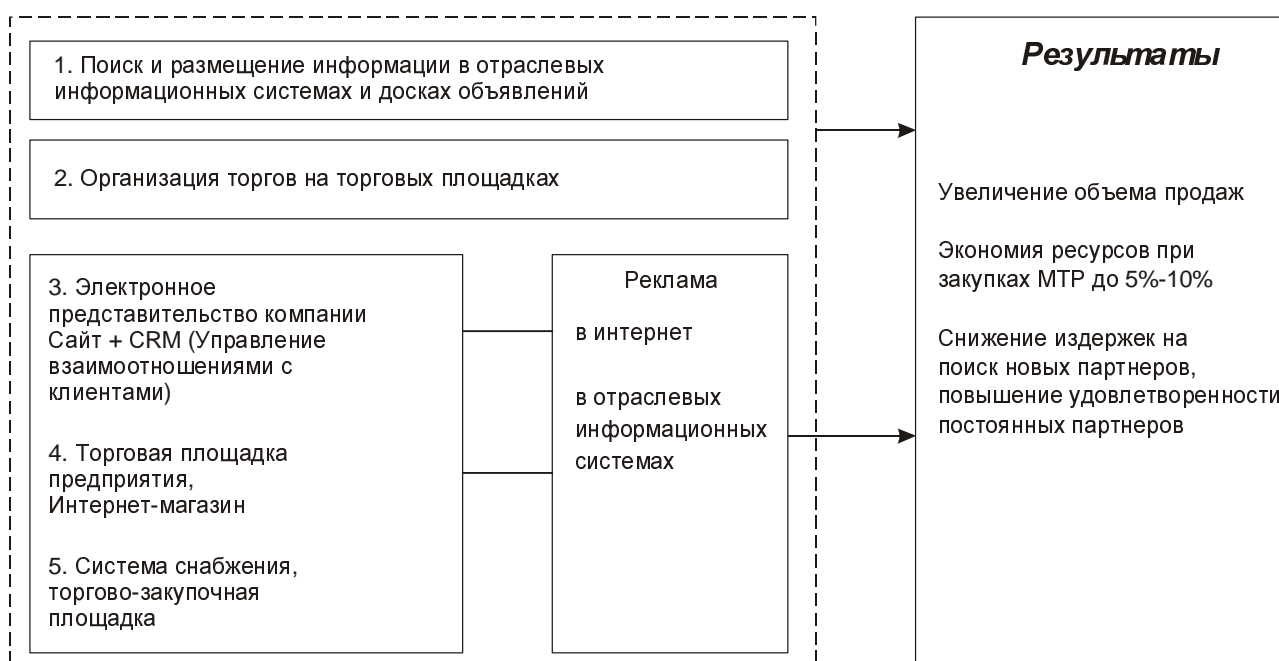 1. Поиск и размещение информации в отраслевых
информационных системах и досках объявлений
2. Организация торгов на торговых площадках
3. Электронное
представительство компании
Сайт + CRM (Управление
взаимоотношениями с
клиентами)
4. Торговая площадка
предприятия,
Интернет-магазин
5. Система снабжения,
торгово-закупочная
площадка
Реклама
в интернет
в отраслевых
информационных
системах
Результаты
Увеличение объема продаж
Экономия ресурсов при
закупках МТР до 5%-10%
Снижение издержек на
поиск новых партнеров,
повышение удовлетворенности
постоянных партнеров